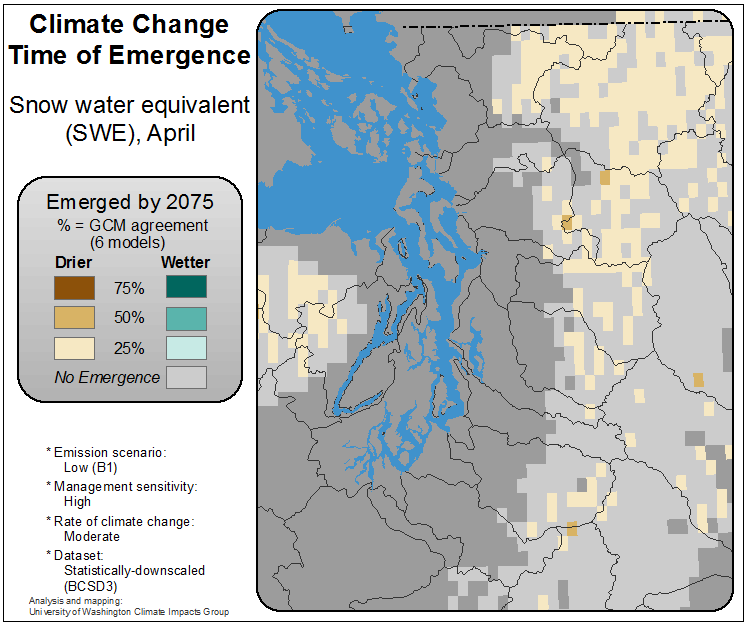 Climate Change
Time of Emergence
Snow water equivalent
(SWE), April
Emerged by 2075
% = GCM agreement
(6 models)
Drier Wetter
75%
50%
25%
No Emergence
* Emission scenario:
Low (B1)
* Management sensitivity:
High
* Rate of climate change:
Moderate
* Dataset:
Statistically-downscaled
(BCSD3)
Analysis and mapping:
University of Washington Climate Impacts Group